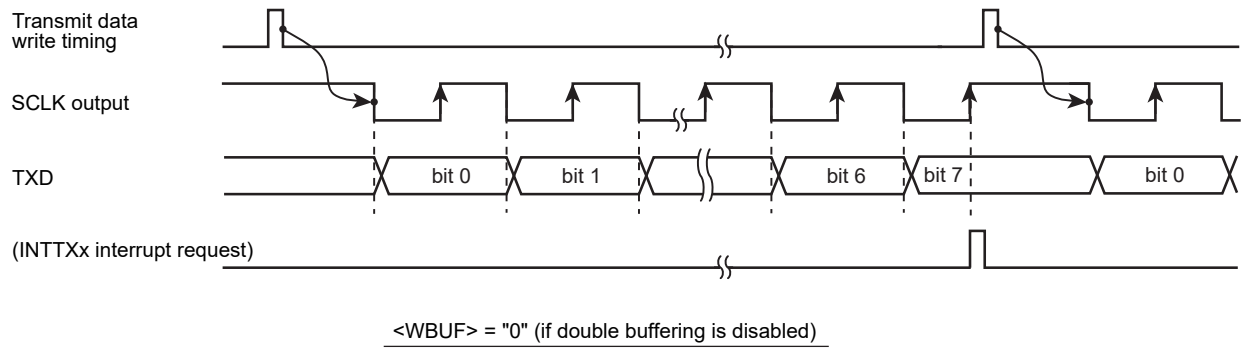 Transmit data
write timing
SCLK output
TXD
bit 0 bit 1 bit 6 bit 7 bit 0
(INTTXx interrupt request)
<WBUF> = "0" (if double buffering is disabled)